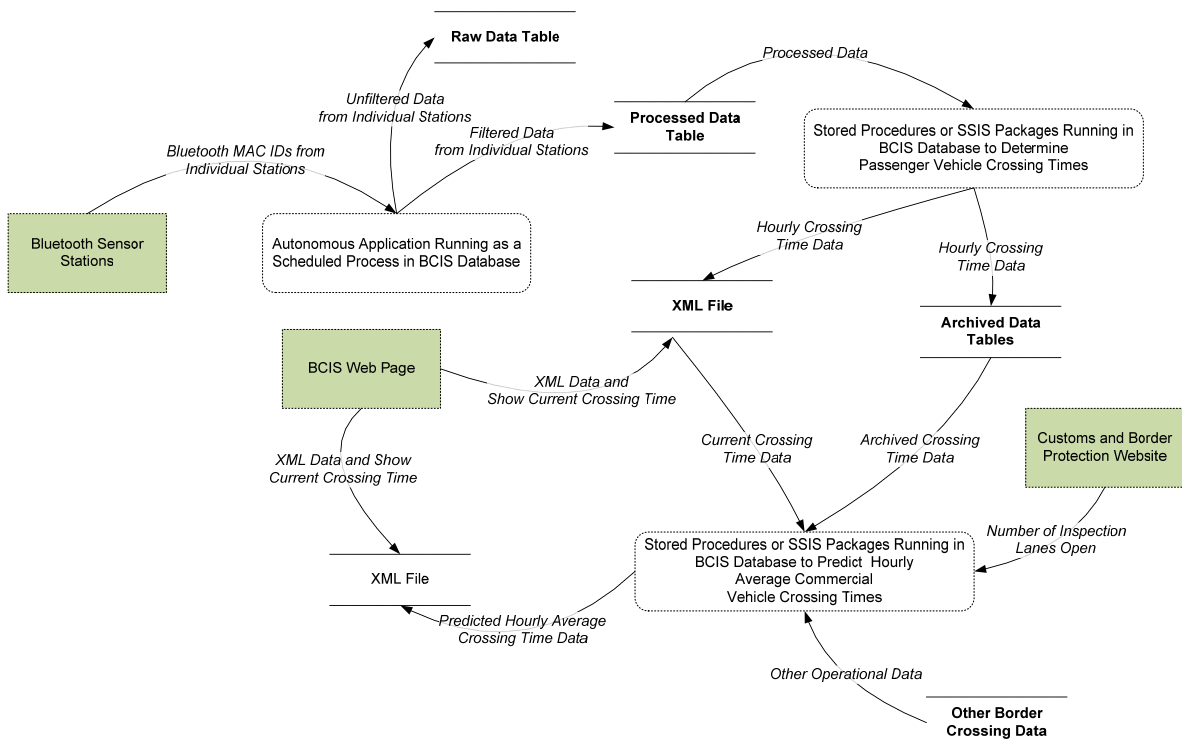 Raw Data Table
Processed Data
Unfiltered Data
from Individual Stations
Processed Data
Table
Filtered Data
from Individual Stations
Stored Procedures or SSIS Packages Running in
BCIS Database to Determine
Passenger Vehicle Crossing Times
Bluetooth MAC IDs from
Individual Stations
Bluetooth Sensor
Stations
Autonomous Application Running as a
Scheduled Process in BCIS Database
Hourly Crossing
Time Data
Hourly Crossing
Time Data
XML File
Archived Data
Tables
BCIS Web Page
XML Data and
Show Current Crossing Time
Current Crossing
Time Data
Archived Crossing
Time Data
Customs and Border
Protection Website
XML Data and Show
Current Crossing Time
Number of Inspection
Lanes Open
Stored Procedures or SSIS Packages Running in
BCIS Database to Predict  Hourly
Average Commercial
Vehicle Crossing Times
XML File
Predicted Hourly Average
Crossing Time Data
Other Operational Data
Other Border
Crossing Data